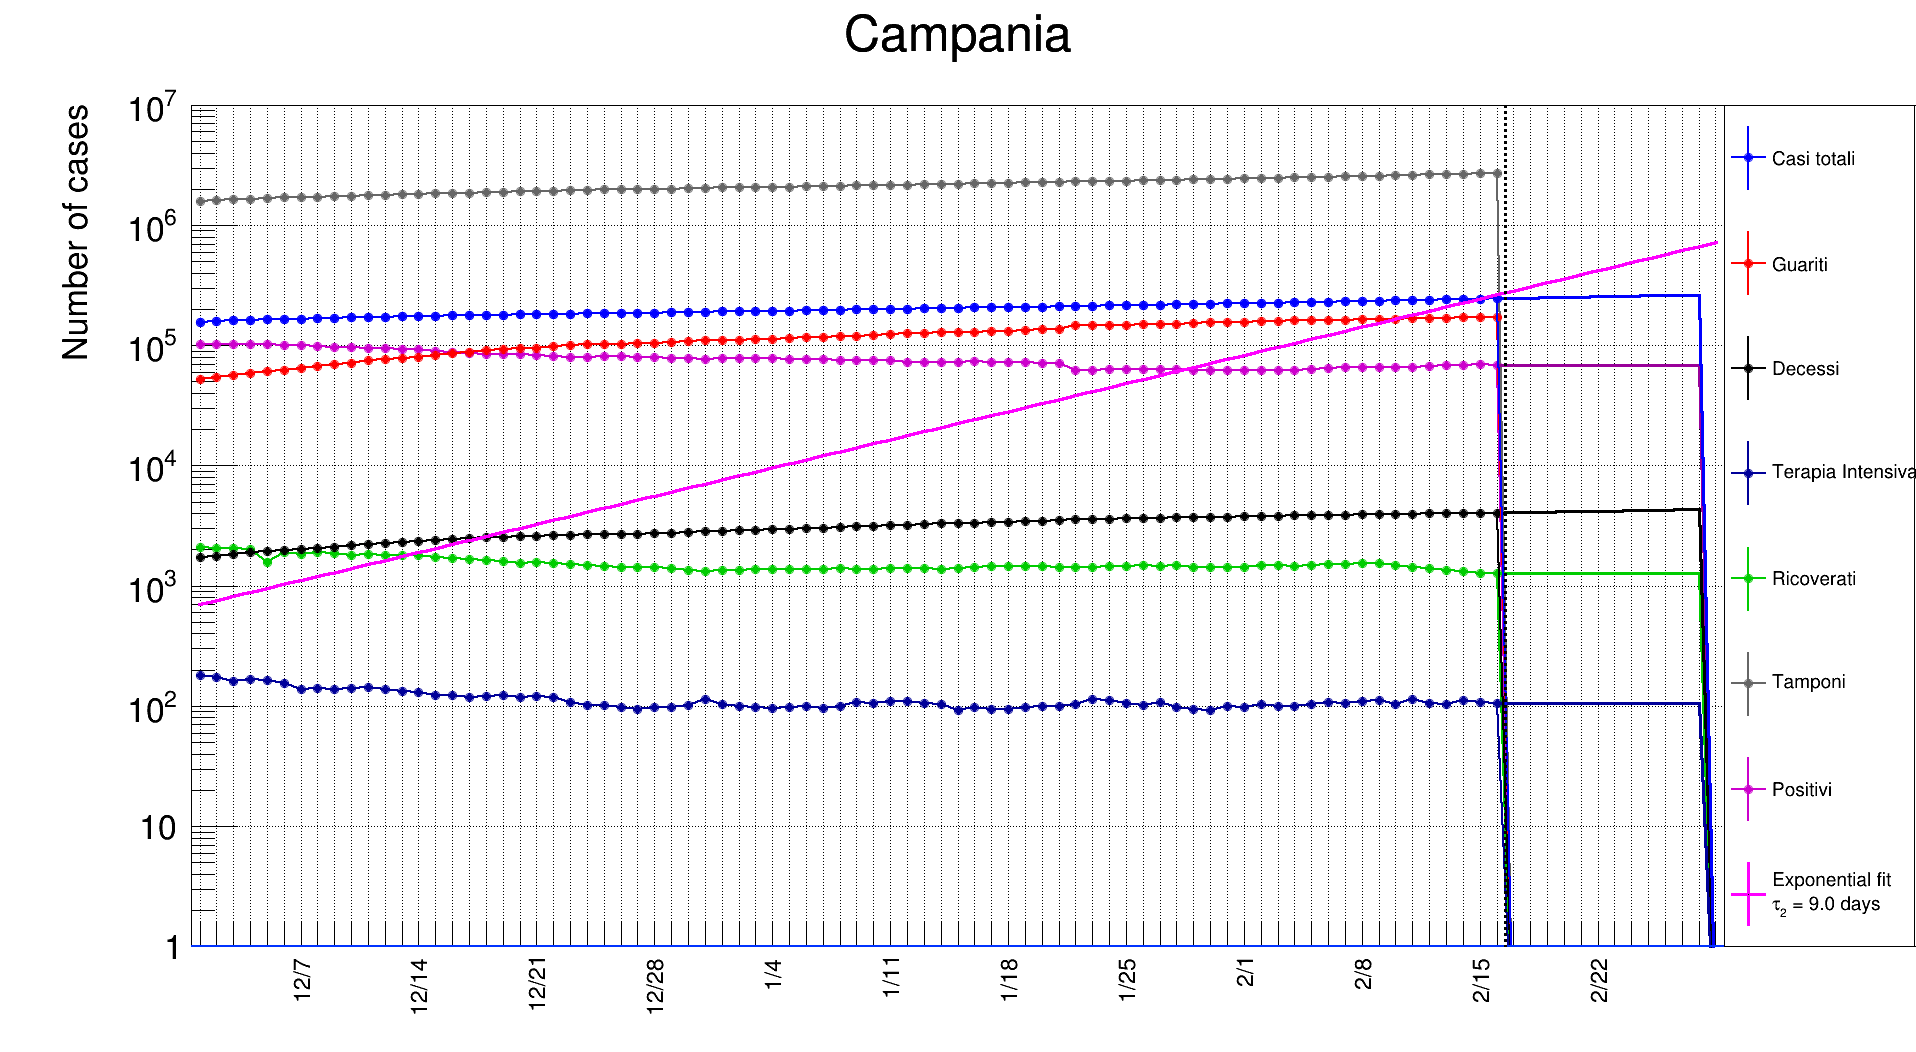 Campania
Number of cases
10^7
10^6
10^5
10^4
10^3
10^2
10
1
12/7
12/14
12/21
12/28
1/4
1/11
1/18
1/25
2/1
2/8
2/15
2/22
Casi totali
Guariti
Decessi
Terapia Intensiva
Ricoverati
Tamponi
Positivi
Exponential fit
τ_2 = 9.0 days